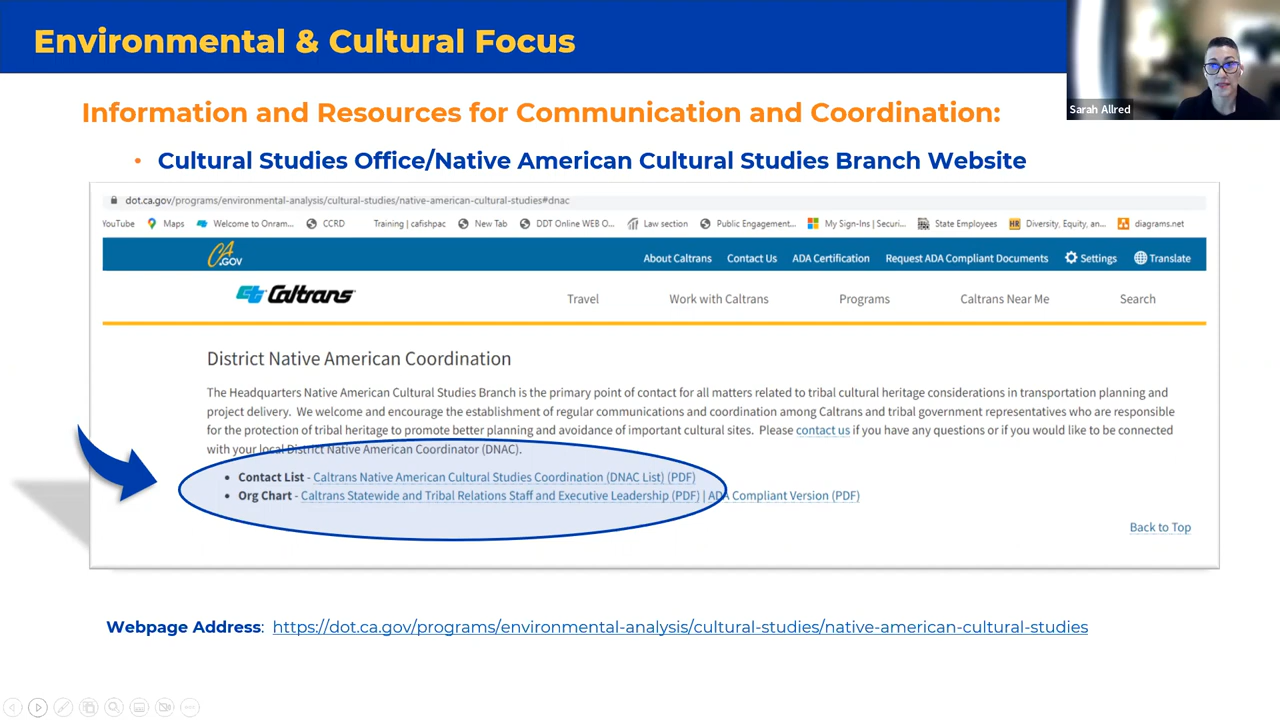 Environmental & Cultural Focus
Sarah Allred
Information and Resources for Communication and Coordination:
• Cultural Studies Office/Native American Cultural Studies Branch Website
dot.ca.gov/programs/environmental-analysis/cultural-studies/native-american-cultural-studies#dnac
YouTube Maps Welcome to Onram... CCRD Training | cafishpac New Tab DDT Online WEB O... Law section Public Engagement... My Sign-Ins | Securi... State Employees HR Diversity, Equity, an... diagrams.net
CA.GOV About Caltrans Contact Us ADA Certification Request ADA Compliant Documents Settings Translate
ct Caltrans Travel Work with Caltrans Programs Caltrans Near Me Search
District Native American Coordination
The Headquarters Native American Cultural Studies Branch is the primary point of contact for all matters related to tribal cultural heritage considerations in transportation planning and
project delivery. We welcome and encourage the establishment of regular communications and coordination among Caltrans and tribal government representatives who are responsible
for the protection of tribal heritage to promote better planning and avoidance of important cultural sites. Please contact us if you have any questions or if you would like to be connected
with your local District Native American Coordinator (DNAC).
• Contact List - Caltrans Native American Cultural Studies Coordination (DNAC List) (PDF)
• Org Chart - Caltrans Statewide and Tribal Relations Staff and Executive Leadership (PDF) | ADA Compliant Version (PDF)
Back to Top
Webpage Address: https://dot.ca.gov/programs/environmental-analysis/cultural-studies/native-american-cultural-studies